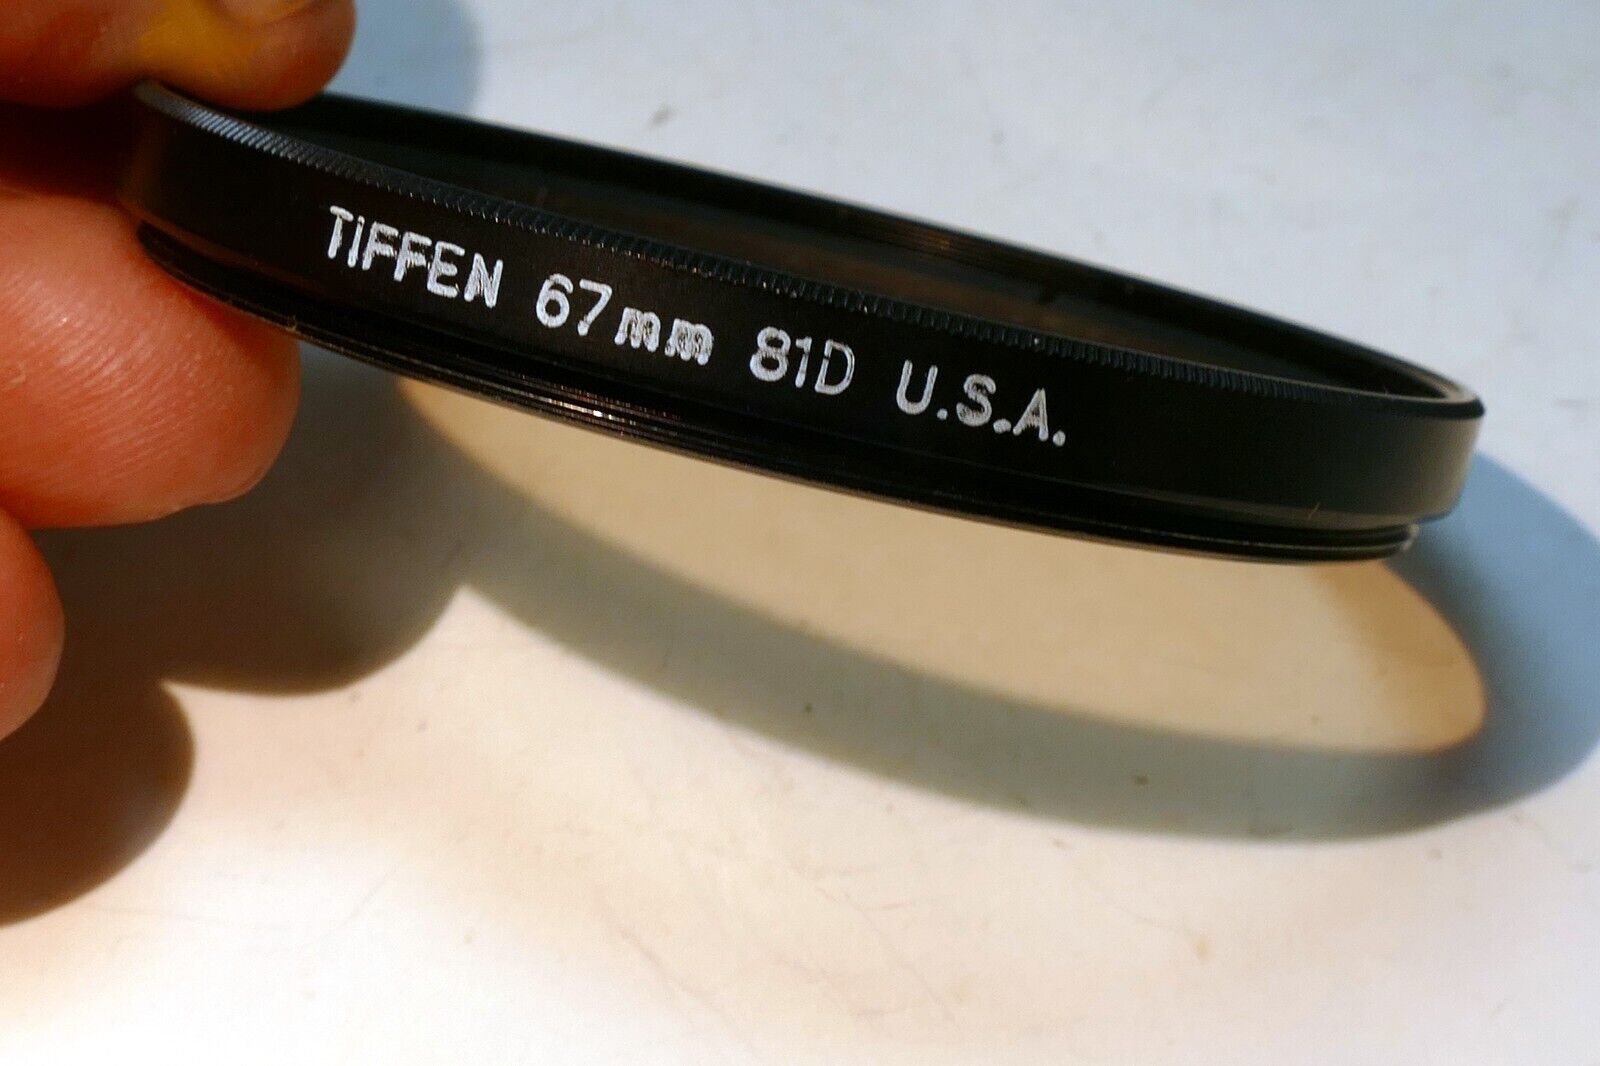 TiFFEN 67mm 81D U.S.A.